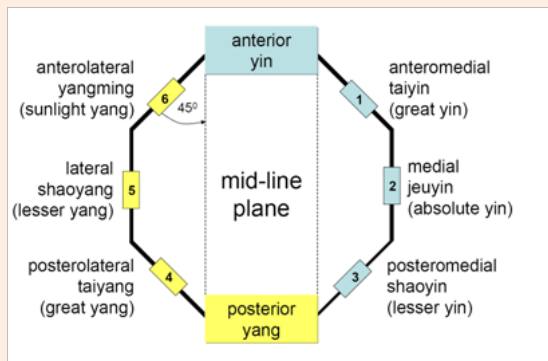 anterior
yin
anterolateral
yangming
(sunlight yang)
6
45º
1
anteromedial
taiyin
(great yin)
lateral
shaoyang
(lesser yang)
5
mid-line
plane
2
medial
jeuyin
(absolute yin)
posterolateral
taiyang
(great yang)
4
3
posteromedial
shaoyin
(lesser yin)
posterior
yang